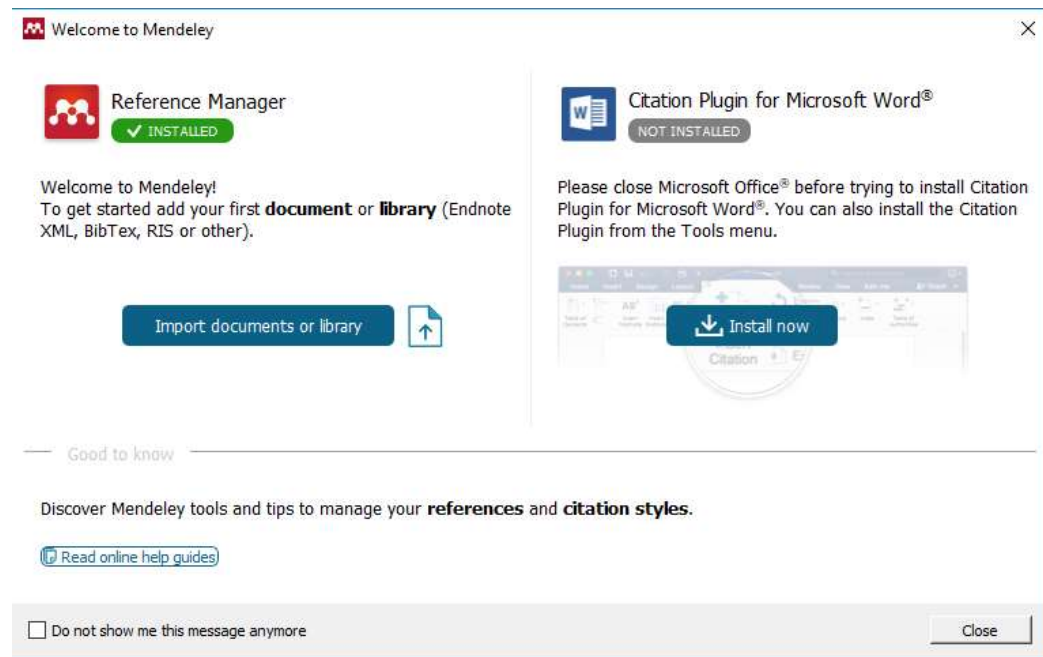 Welcome to Mendeley
Reference Manager
INSTALLED
Welcome to Mendeley!
To get started add your first document or library (Endnote
XML, BibTex, RIS or other).
Import documents or library
Citation Plugin for Microsoft Word®
NOT INSTALLED
Please close Microsoft Office® before trying to install Citation
Plugin for Microsoft Word®. You can also install the Citation
Plugin from the Tools menu.
Install now
Citation
Good to know
Discover Mendeley tools and tips to manage your references and citation styles.
Read online help guides
Do not show me this message anymore
Close